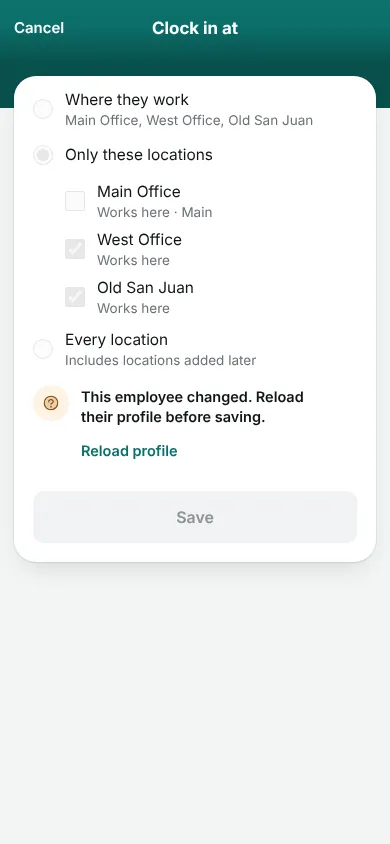 Cancel
Clock in at
Where they work
Main Office, West Office, Old San Juan
Only these locations
Main Office
Works here · Main
West Office
Works here
Old San Juan
Works here
Every location
Includes locations added later
This employee changed. Reload
their profile before saving.
Reload profile
Save